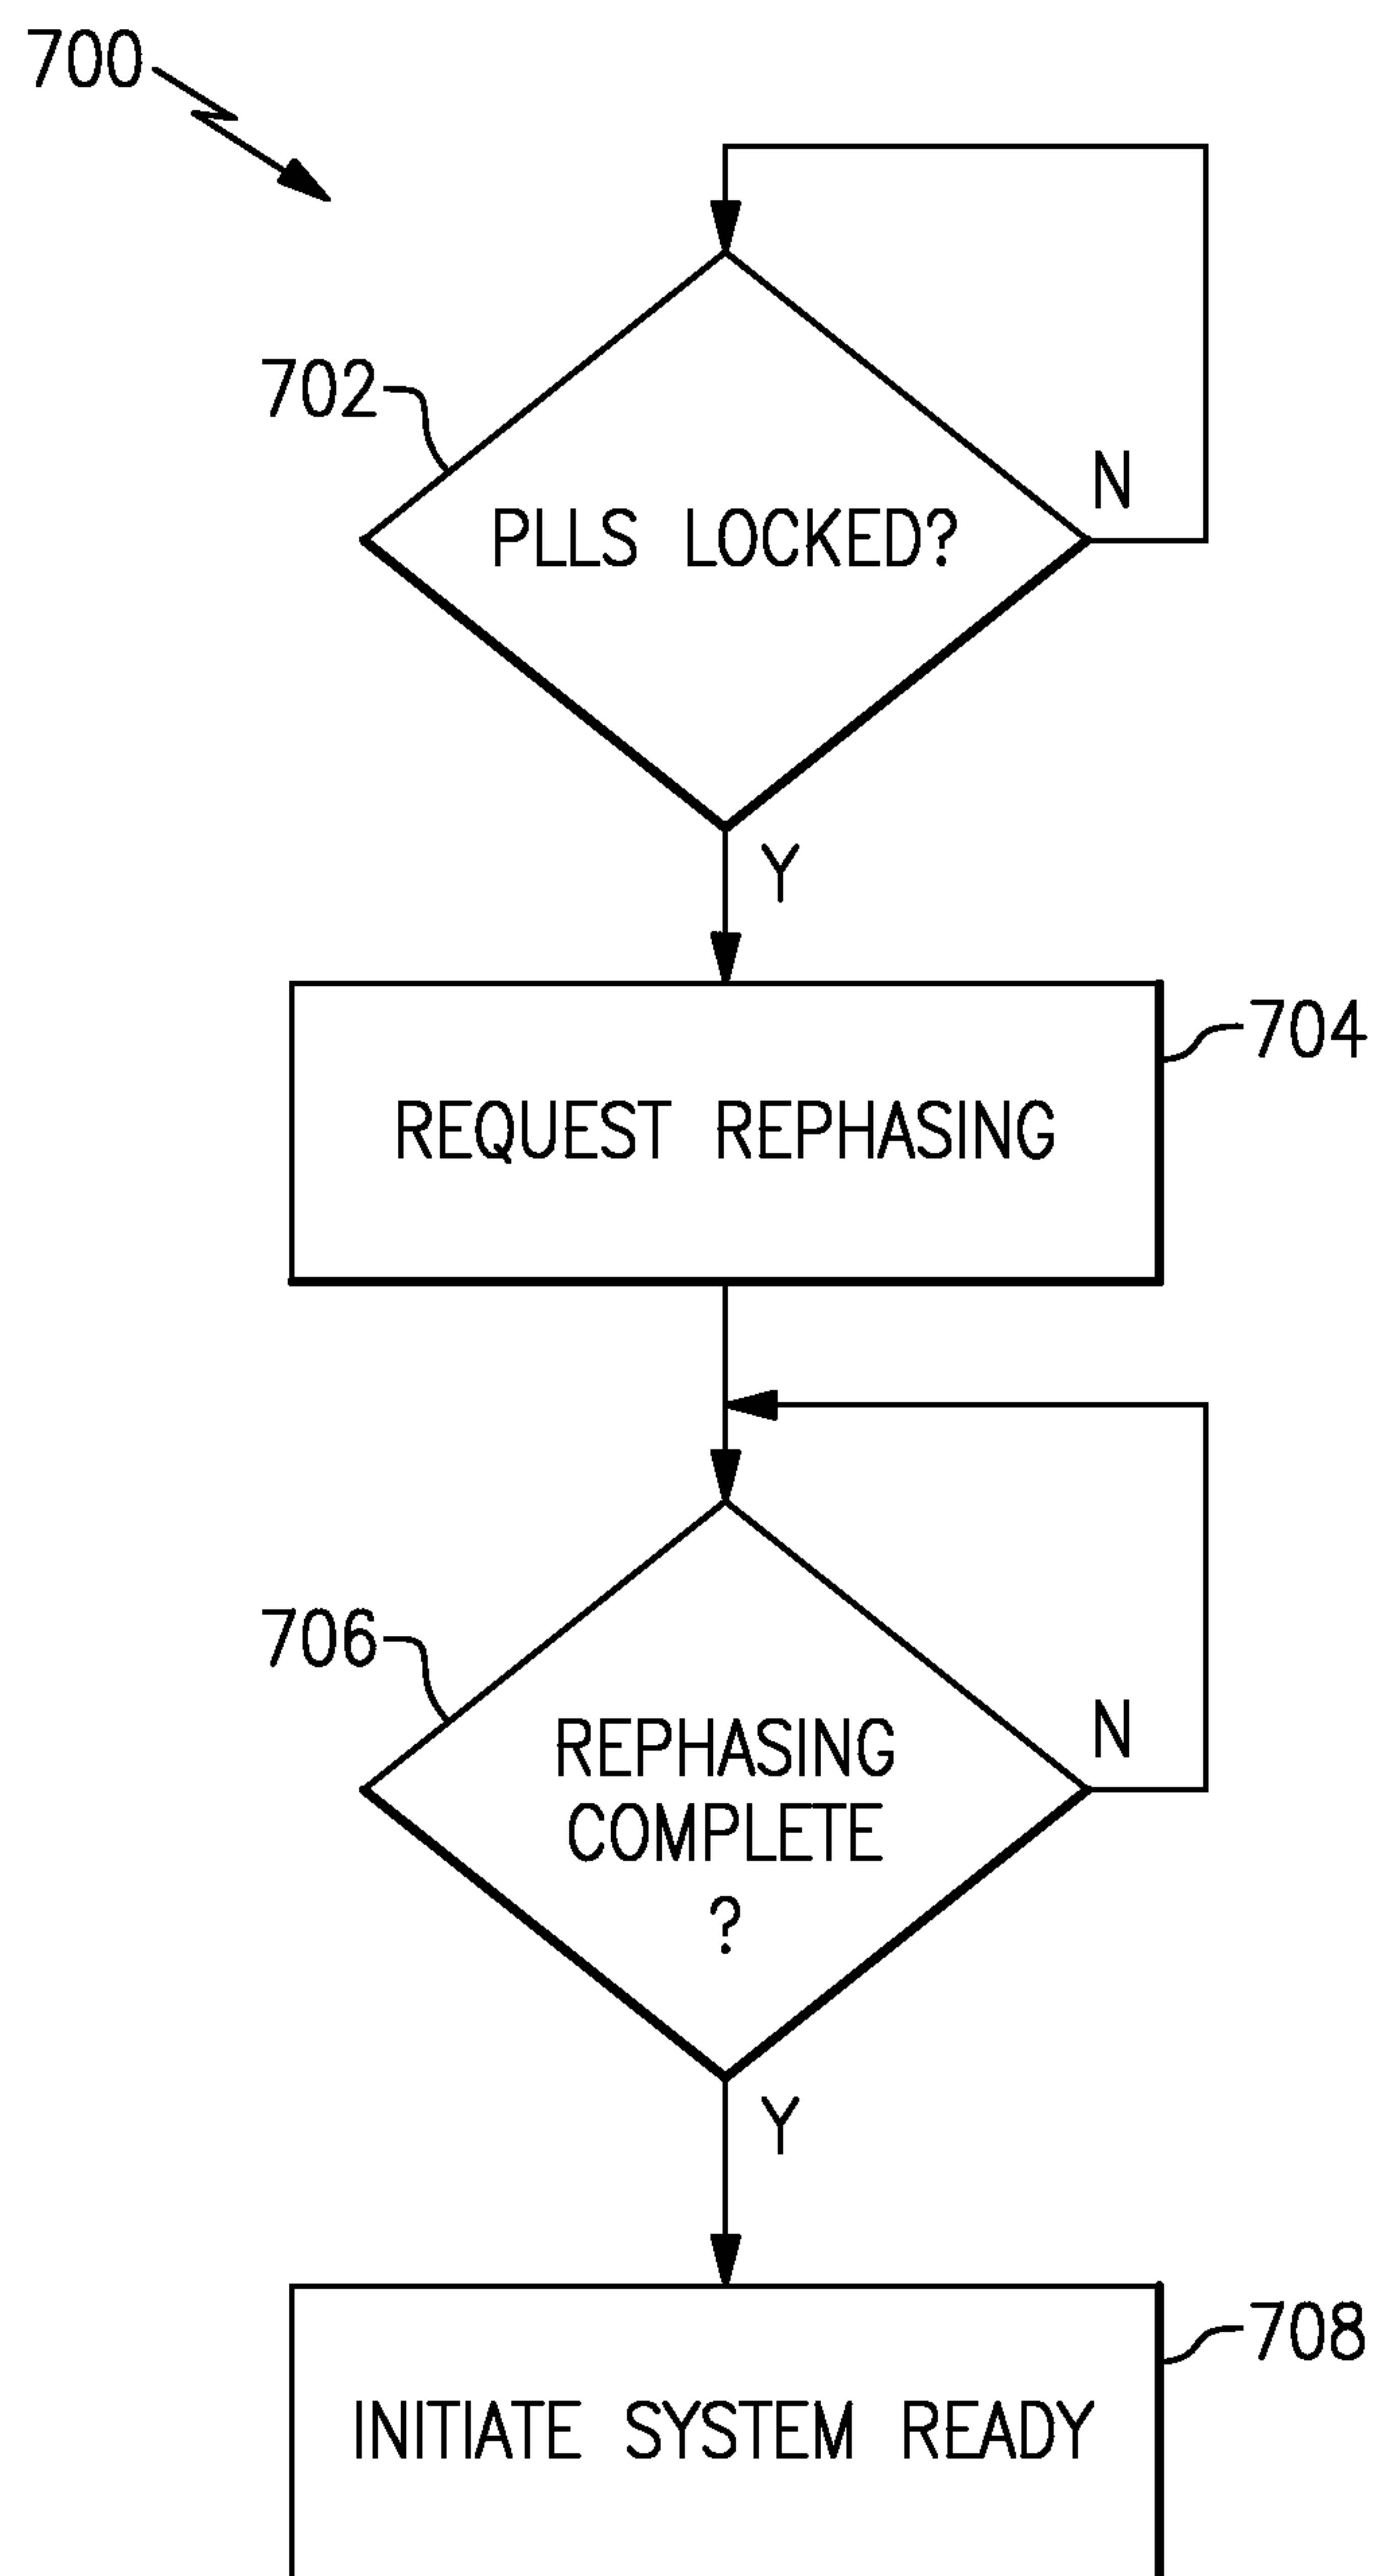 700
702
PLLS LOCKED?
N
Y
704
REQUEST REPHASING
706
N
REPHASING
COMPLETE
?
Y
708
INITIATE SYSTEM READY